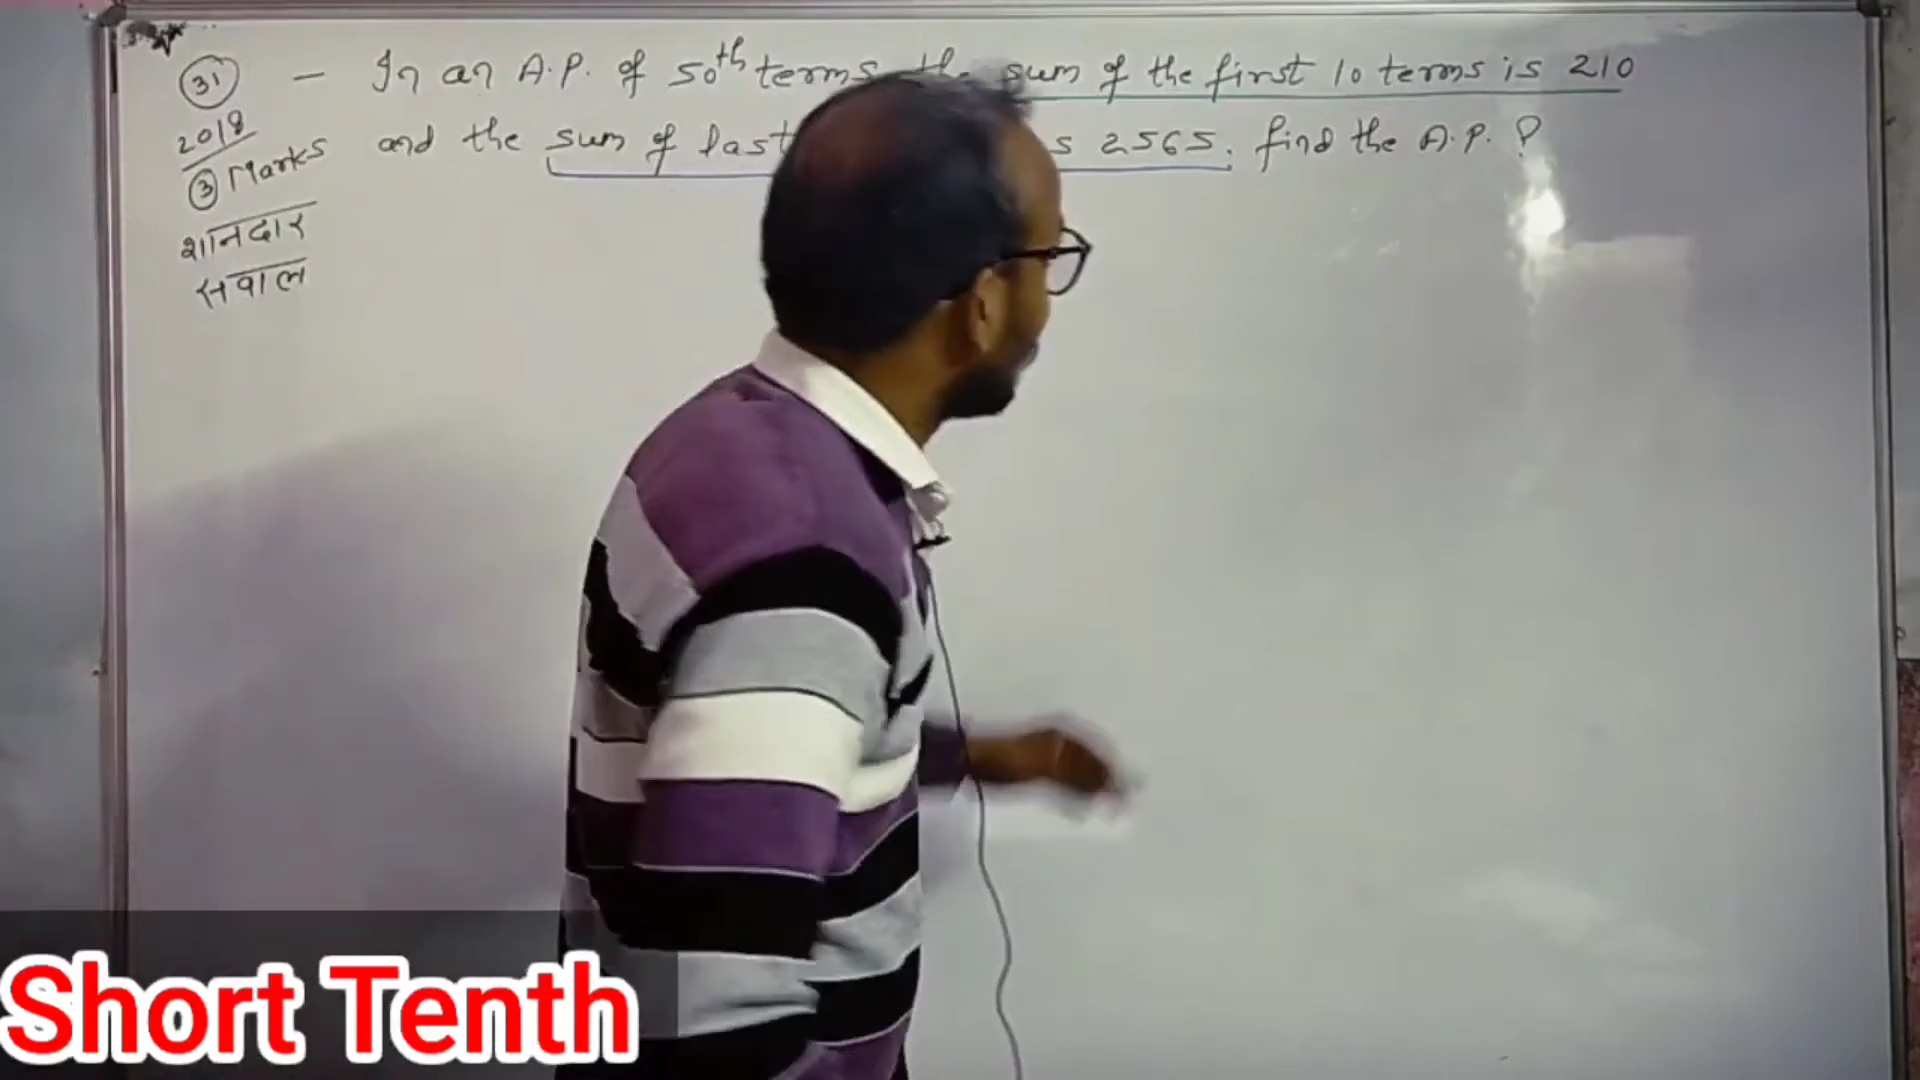 31 – In an A.P. of 50th terms, the sum of the first 10 terms is 210
and the sum of last s 2565. find the A.P. ?
2018
3 Marks
शानदार
सवाल
Short Tenth